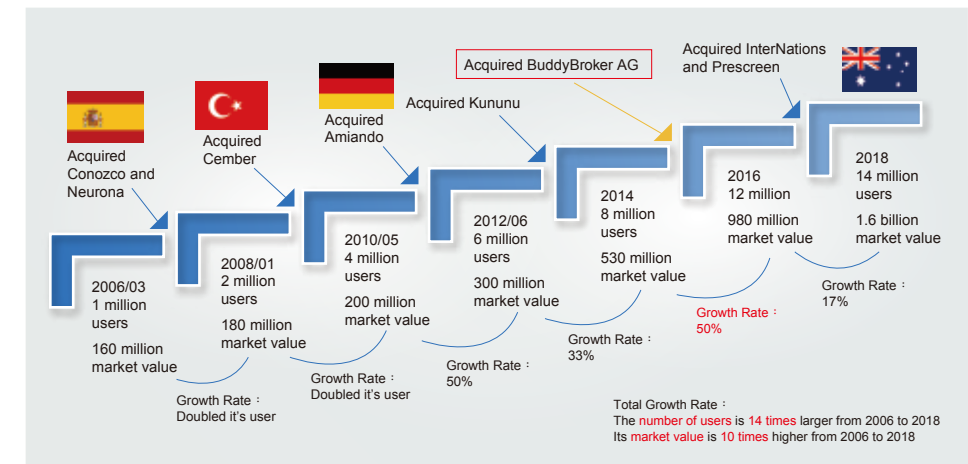 Acquired
Conozco and
Neurona
Acquired
Cember
Acquired
Amiando
Acquired Kununu
Acquired BuddyBroker AG
Acquired InterNations
and Prescreen
2006/03
1 million
users
160 million
market value
2008/01
2 million
users
180 million
market value
2010/05
4 million
users
200 million
market value
2012/06
6 million
users
300 million
market value
2014
8 million
users
530 million
market value
2016
12 million
980 million
market value
2018
14 million
users
1.6 billion
market value
Growth Rate：
Doubled it's user
Growth Rate：
Doubled it's user
Growth Rate：
50%
Growth Rate：
33%
Growth Rate：
50%
Growth Rate：
17%
Total Growth Rate：
The number of users is 14 times larger from 2006 to 2018
Its market value is 10 times higher from 2006 to 2018